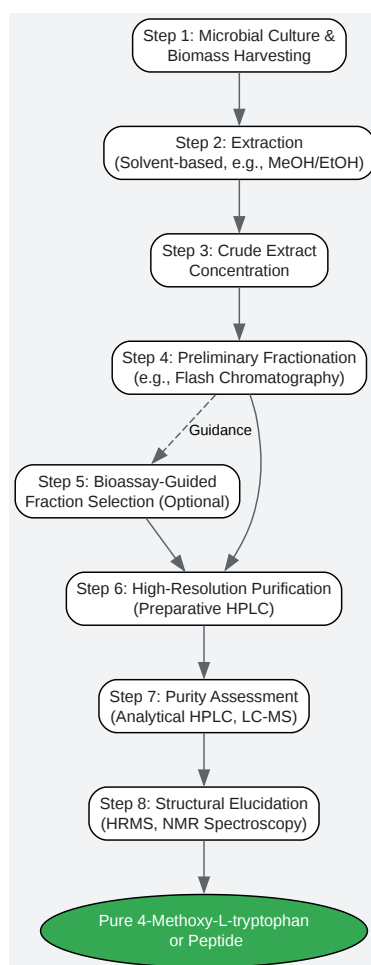 Step 1: Microbial Culture &
Biomass Harvesting
Step 2: Extraction
(Solvent-based, e.g., MeOH/EtOH)
Step 3: Crude Extract
Concentration
Step 4: Preliminary Fractionation
(e.g., Flash Chromatography)
Guidance
Step 5: Bioassay-Guided
Fraction Selection (Optional)
Step 6: High-Resolution Purification
(Preparative HPLC)
Step 7: Purity Assessment
(Analytical HPLC, LC-MS)
Step 8: Structural Elucidation
(HRMS, NMR Spectroscopy)
Pure 4-Methoxy-L-tryptophan
or Peptide